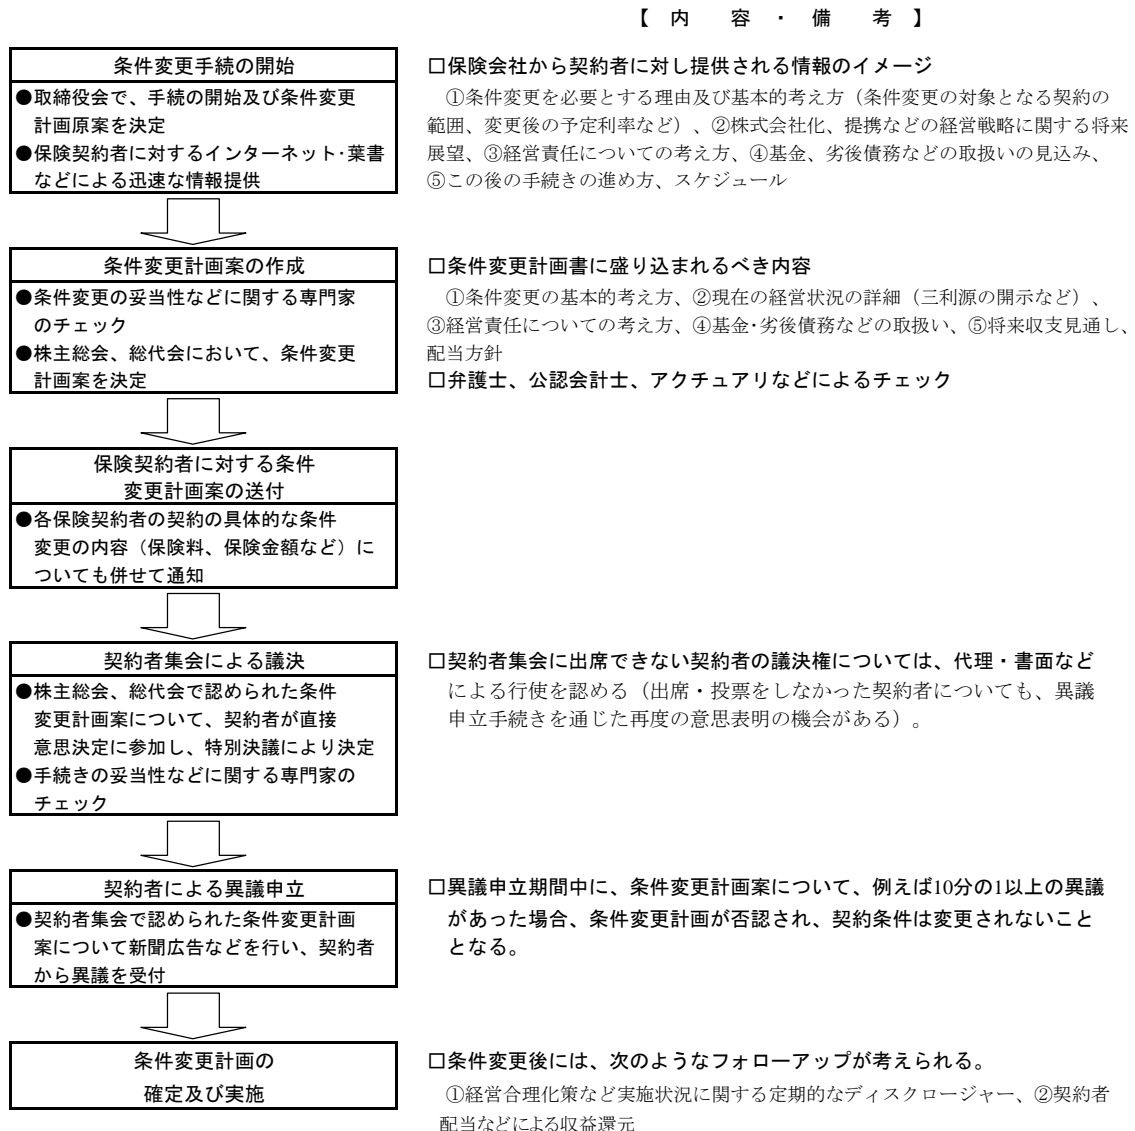 【 内 容 ・ 備 考 】
条件変更手続の開始
●取締役会で、手続の開始及び条件変更
計画原案を決定
●保険契約者に対するインターネット・葉書
などによる迅速な情報提供
□保険会社から契約者に対し提供される情報のイメージ
①条件変更を必要とする理由及び基本的考え方（条件変更の対象となる契約の
範囲、変更後の予定利率など）、②株式会社化、提携などの経営戦略に関する将来
展望、③経営責任についての考え方、④基金、劣後債務などの取扱いの見込み、
⑤この後の手続きの進め方、スケジュール
条件変更計画案の作成
●条件変更の妥当性などに関する専門家
のチェック
●株主総会、総代会において、条件変更
計画案を決定
□条件変更計画書に盛り込まれるべき内容
①条件変更の基本的考え方、②現在の経営状況の詳細（三利源の開示など）、
③経営責任についての考え方、④基金・劣後債務などの取扱い、⑤将来収支見通し、
配当方針
□弁護士、公認会計士、アクチュアリなどによるチェック
保険契約者に対する条件
変更計画案の送付
●各保険契約者の契約の具体的な条件
変更の内容（保険料、保険金額など）に
ついても併せて通知
契約者集会による議決
●株主総会、総代会で認められた条件
変更計画案について、契約者が直接
意思決定に参加し、特別決議により決定
●手続きの妥当性などに関する専門家の
チェック
□契約者集会に出席できない契約者の議決権については、代理・書面など
による行使を認める（出席・投票をしなかった契約者についても、異議
申立手続きを通じた再度の意思表明の機会がある）。
契約者による異議申立
●契約者集会で認められた条件変更計画
案について新聞広告などを行い、契約者
から異議を受付
□異議申立期間中に、条件変更計画案について、例えば10分の1以上の異議
があった場合、条件変更計画が否認され、契約条件は変更されないこと
となる。
条件変更計画の
確定及び実施
□条件変更後には、次のようなフォローアップが考えられる。
①経営合理化策など実施状況に関する定期的なディスクロージャー、②契約者
配当などによる収益還元